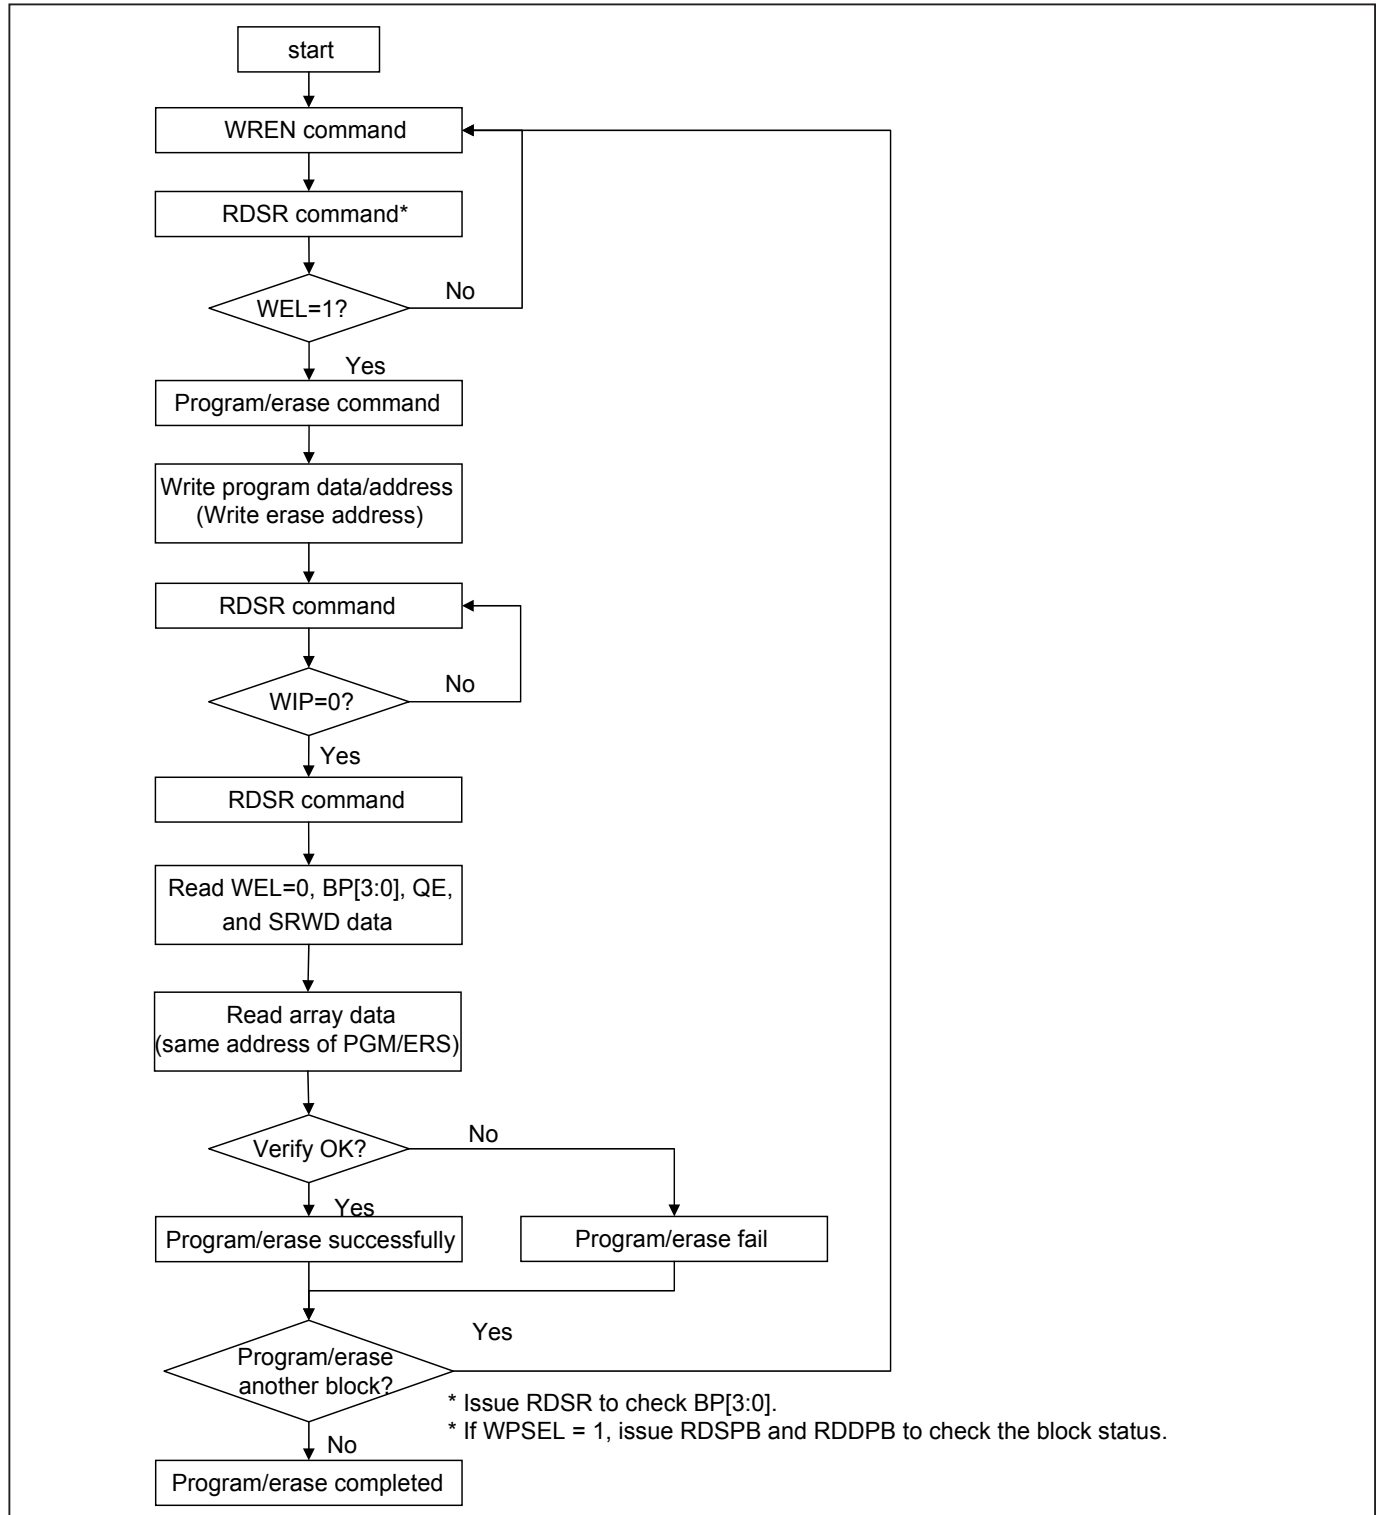 start
WREN command
RDSR command*
WEL=1?
No
Yes
Program/erase command
Write program data/address
(Write erase address)
RDSR command
WIP=0?
No
Yes
RDSR command
Read WEL=0, BP[3:0], QE,
and SRWD data
Read array data
(same address of PGM/ERS)
Verify OK?
No
Yes
Program/erase successfully
Program/erase fail
Yes
Program/erase
another block?
* Issue RDSR to check BP[3:0].
* If WPSEL = 1, issue RDSPB and RDDPB to check the block status.
No
Program/erase completed